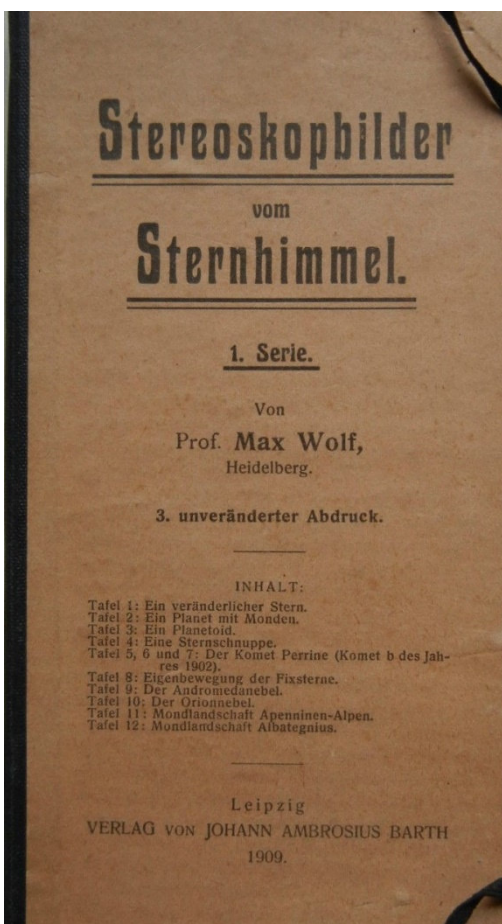 Stereoskopbilder
vom
Sternhimmel.
1. Serie.
Von
Prof. Max Wolf,
Heidelberg.
3. unveränderter Abdruck.
INHALT:
Tafel 1: Ein veränderlicher Stern.
Tafel 2: Ein Planet mit Monden.
Tafel 3: Ein Planetoid.
Tafel 4: Eine Sternschnuppe.
Tafel 5, 6 und 7: Der Komet Perrine (Komet b des Jah-
res 1902).
Tafel 8: Eigenbewegung der Fixsterne.
Tafel 9: Der Andromedanebel.
Tafel 10: Der Orionnebel.
Tafel 11: Mondlandschaft Apenninen-Alpen.
Tafel 12: Mondlandschaft Albategnius.
Leipzig
VERLAG VON JOHANN AMBROSIUS BARTH
1909.